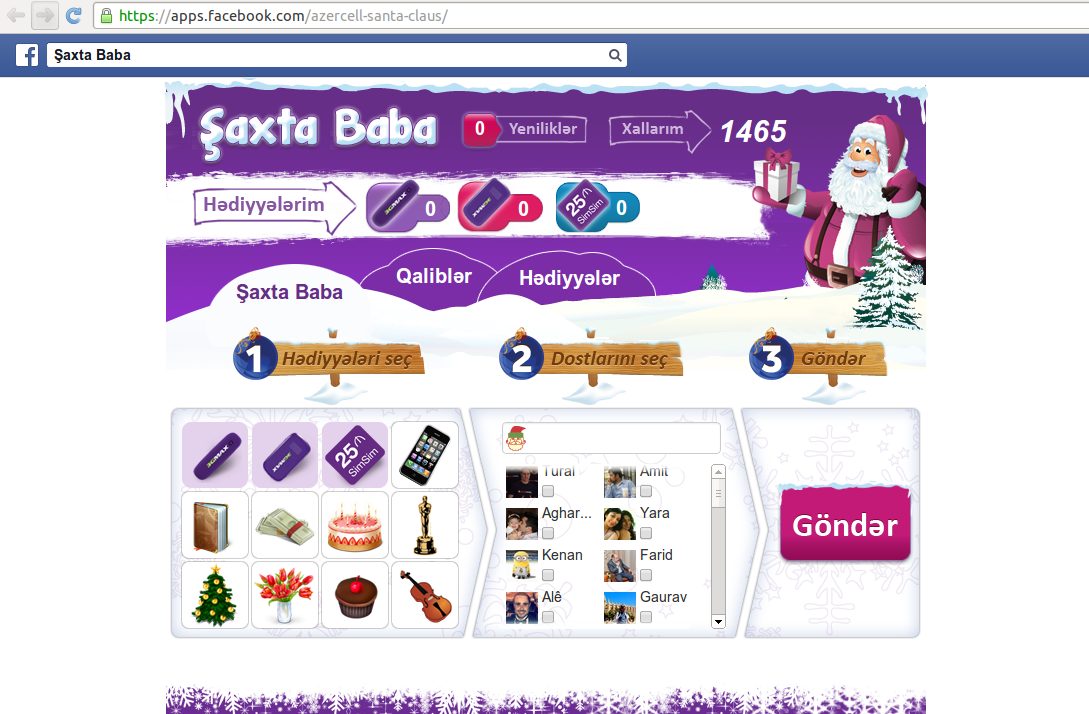 https://apps.facebook.com/azercell-santa-claus/
Şaxta Baba
Şaxta Baba
0 Yeniliklər
Xallarım 1465
Hədiyyələrim
0
0
25 SimSim 0
Şaxta Baba
Qaliblər
Hədiyyələr
1 Hədiyyələri seç
2 Dostlarını seç
3 Göndər
3GMAX
25 SimSim
Tural
Amit
Aghar...
Yara
Kenan
Farid
Alê
Gaurav
Göndər